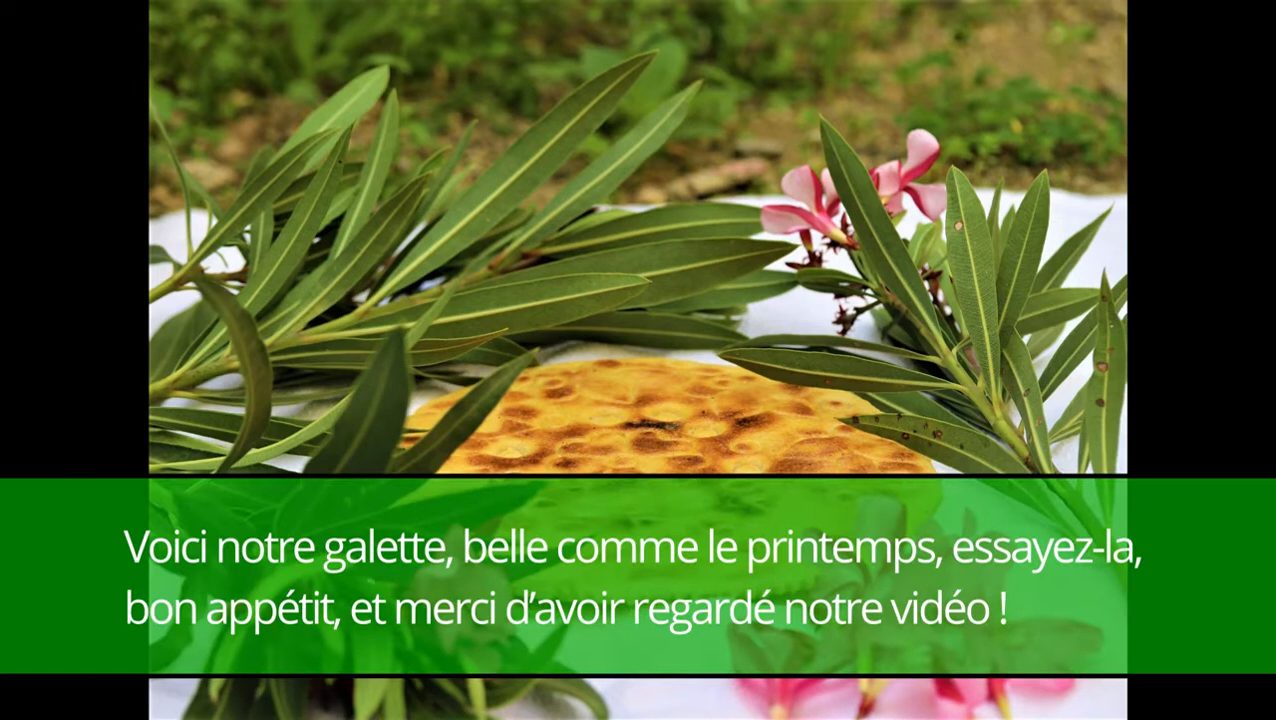 Voici notre galette, belle comme le printemps, essayez-la,
bon appétit, et merci d’avoir regardé notre vidéo !